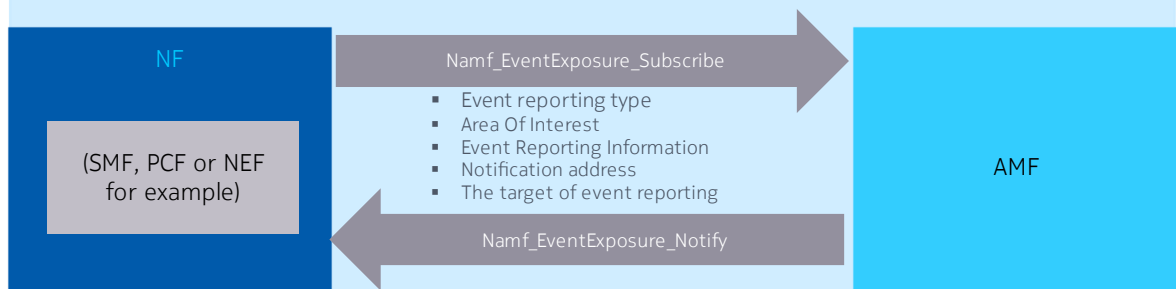 NF
(SMF, PCF or NEF
for example)
Namf_EventExposure_Subscribe
▪ Event reporting type
▪ Area Of Interest
▪ Event Reporting Information
▪ Notification address
▪ The target of event reporting
Namf_EventExposure_Notify
AMF